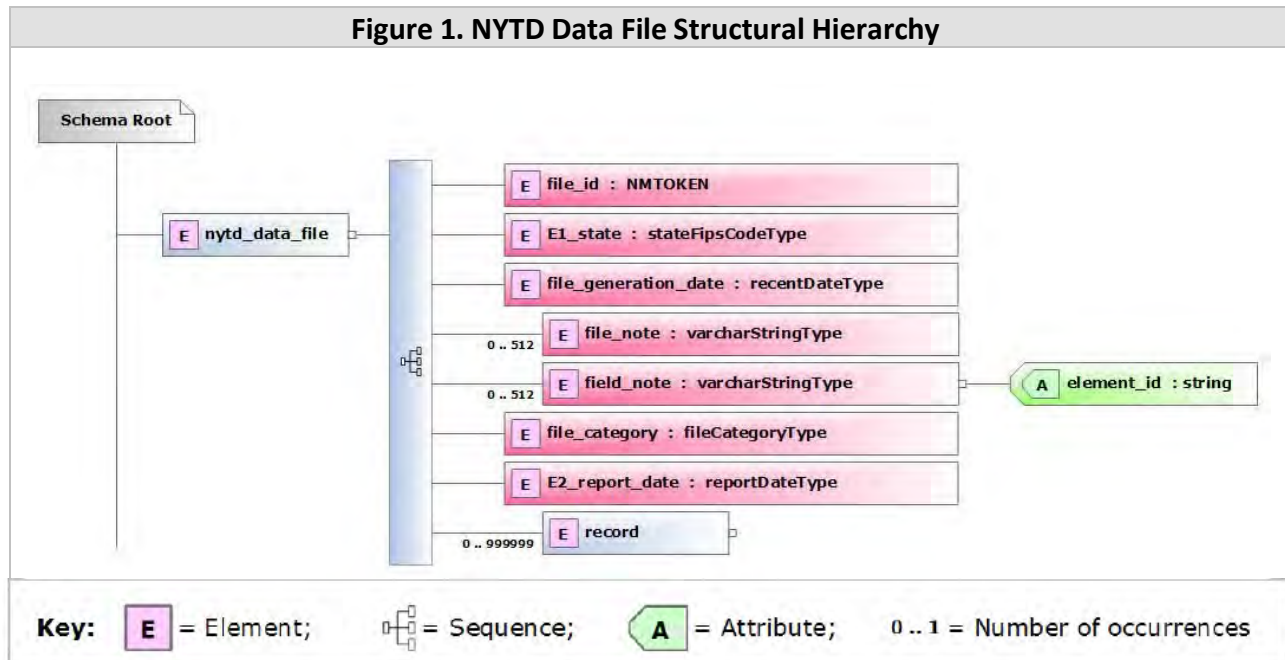 Figure 1. NYTD Data File Structural Hierarchy
Schema Root
E file_id : NMTOKEN
E nytd_data_file
E E1_state : stateFipsCodeType
E file_generation_date : recentDateType
0 .. 512 E file_note : varcharStringType
0 .. 512 E field_note : varcharStringType
A element_id : string
E file_category : fileCategoryType
E E2_report_date : reportDateType
0 .. 999999 E record
Key: E = Element; = Sequence; A = Attribute; 0 .. 1 = Number of occurrences